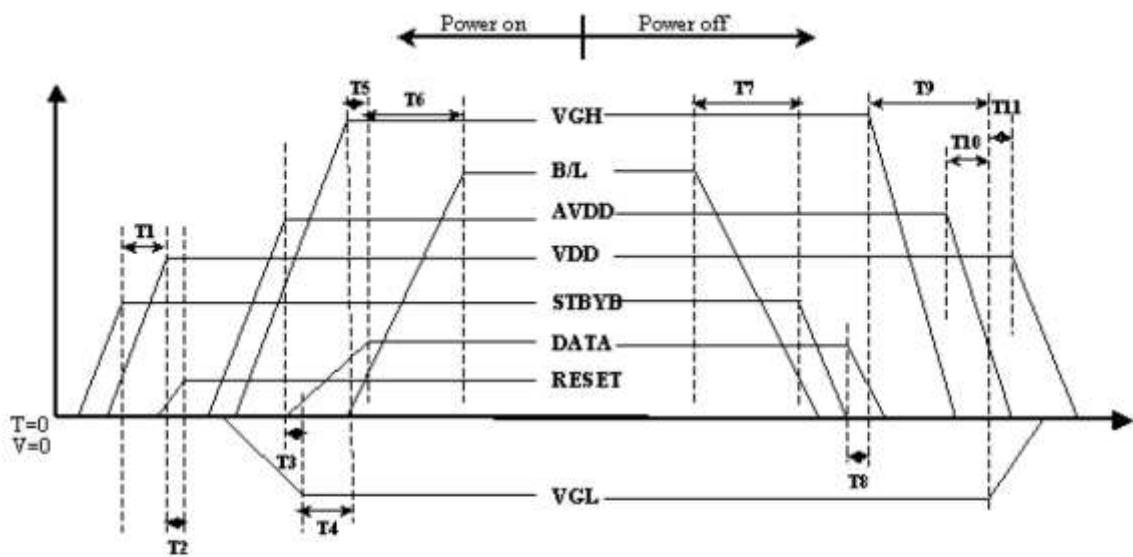 Power on Power off
T5 T6 T7 T9
VGH
T11
T10
B/L
AVDD
T1
VDD
STBYB
DATA
RESET
T=0
V=0
T3
T8
VGL
T4
T2